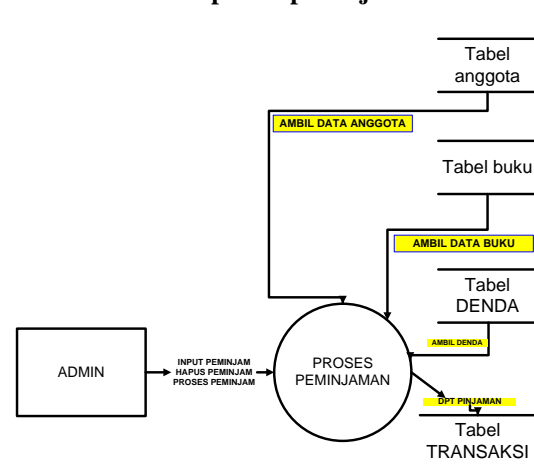 Tabel
anggota
AMBIL DATA ANGGOTA
Tabel buku
AMBIL DATA BUKU
Tabel
DENDA
AMBIL DENDA
ADMIN
INPUT PEMINJAM
HAPUS PEMINJAM
PROSES PEMINJAM
PROSES
PEMINJAMAN
DPT PINJAMAN
Tabel
TRANSAKSI